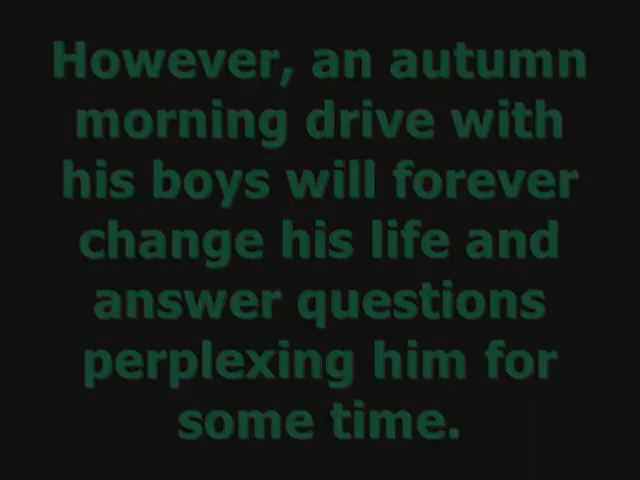 However, an autumn
morning drive with
his boys will forever
change his life and
answer questions
perplexing him for
some time.